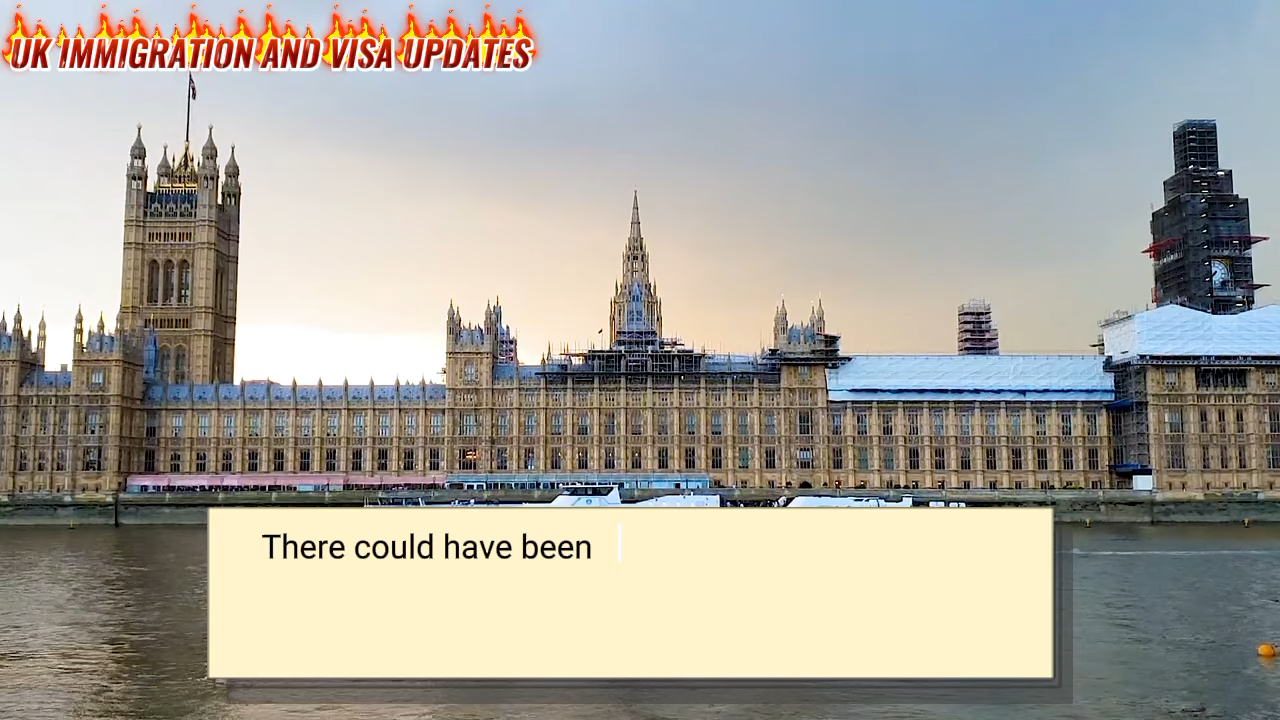 UK IMMIGRATION AND VISA UPDATES
There could have been